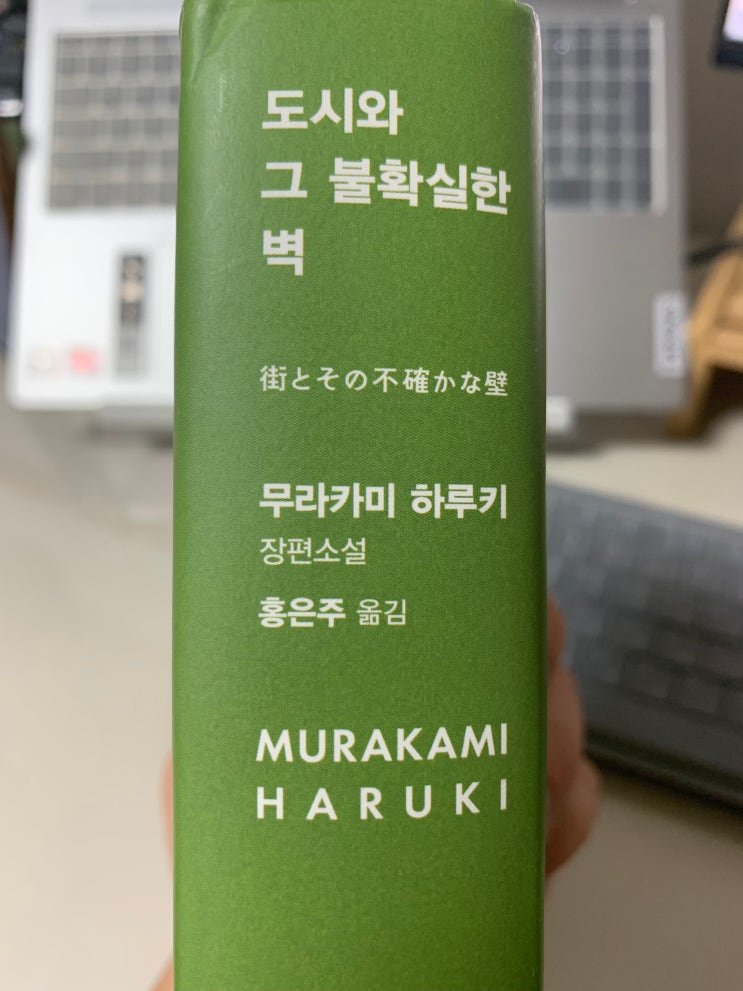 도시와
그 불확실한
벽
街とその不確かな壁
무라카미 하루키
장편소설
홍은주 옮김
MURAKAMI
HARUKI